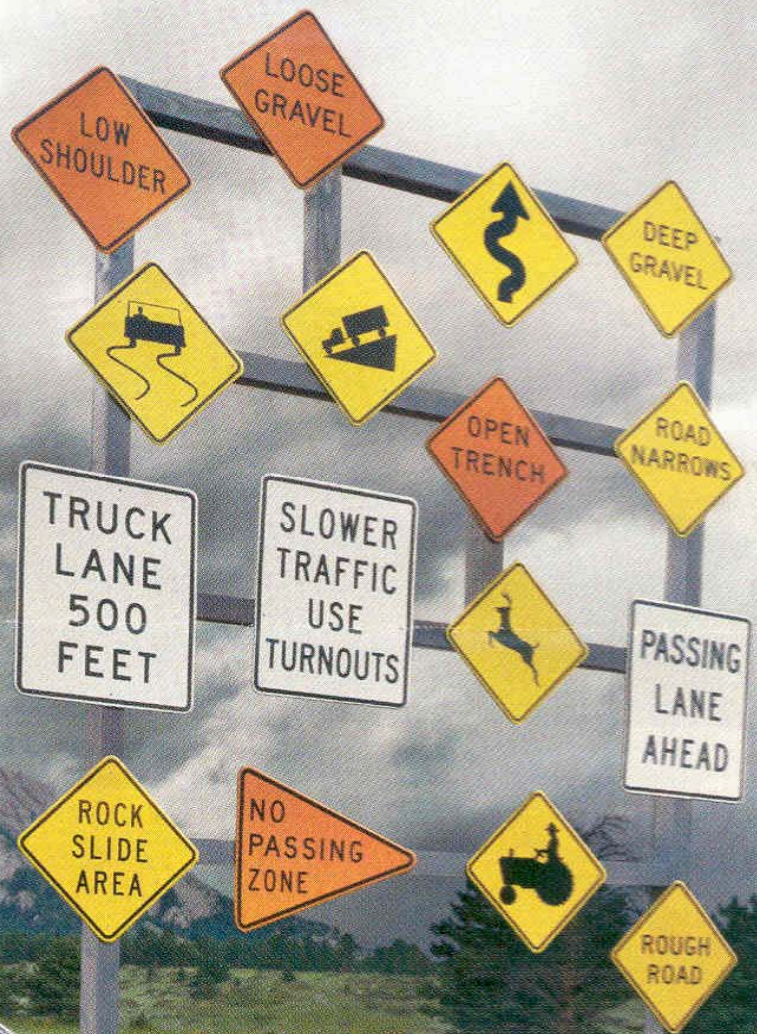 LOOSE
GRAVEL
LOW
SHOULDER
DEEP
GRAVEL
OPEN
TRENCH
ROAD
NARROWS
TRUCK
LANE
500
FEET
SLOWER
TRAFFIC
USE
TURNOUTS
PASSING
LANE
AHEAD
ROCK
SLIDE
AREA
NO
PASSING
ZONE
ROUGH
ROAD